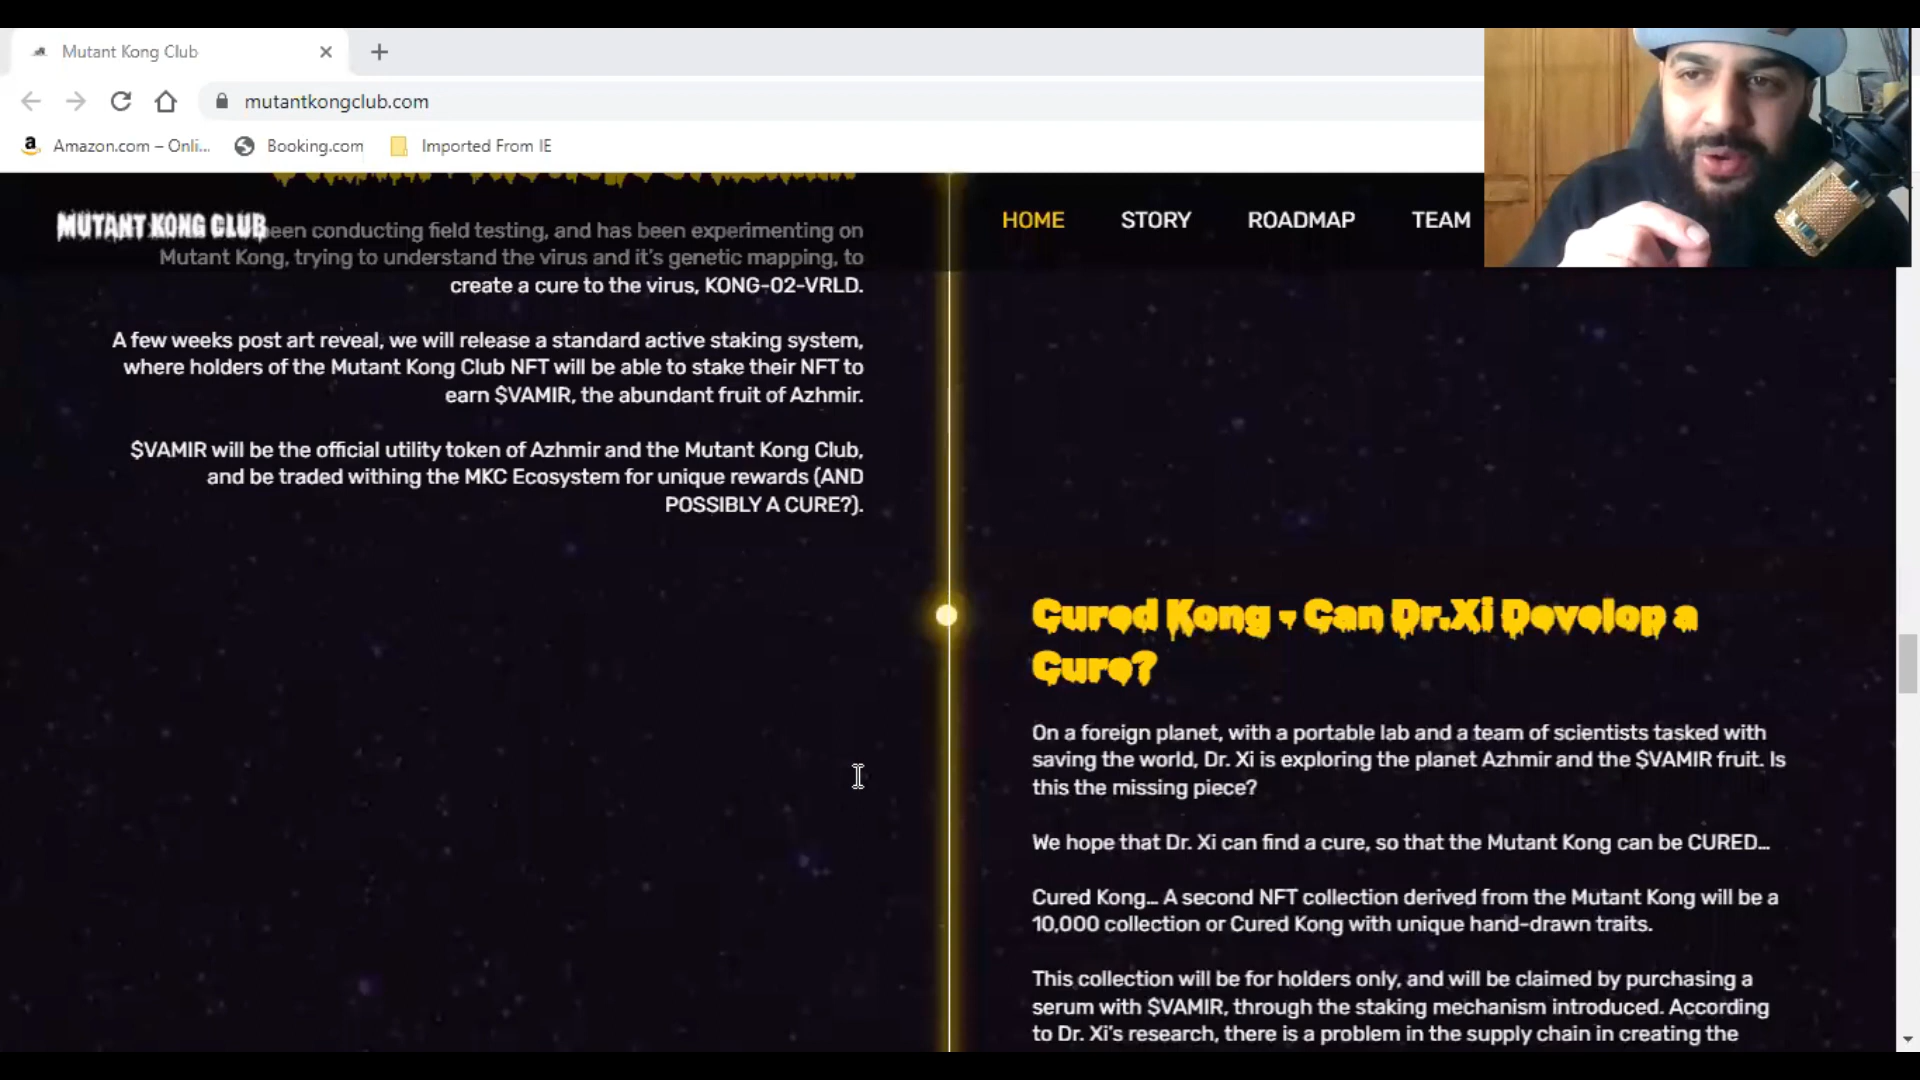 Mutant Kong Club
mutantkongclub.com
Amazon.com – Onli...
Booking.com
Imported From IE
MUTANT KONG CLUB
HOME
STORY
ROADMAP
TEAM
een conducting field testing, and has been experimenting on
Mutant Kong, trying to understand the virus and it's genetic mapping, to
create a cure to the virus, KONG-02-VRLD.
A few weeks post art reveal, we will release a standard active staking system,
where holders of the Mutant Kong Club NFT will be able to stake their NFT to
earn $VAMIR, the abundant fruit of Azhmir.
$VAMIR will be the official utility token of Azhmir and the Mutant Kong Club,
and be traded withing the MKC Ecosystem for unique rewards (AND
POSSIBLY A CURE?).
Cured Kong - Can Dr.Xi Develop a
Cure?
On a foreign planet, with a portable lab and a team of scientists tasked with
saving the world, Dr. Xi is exploring the planet Azhmir and the $VAMIR fruit. Is
this the missing piece?
We hope that Dr. Xi can find a cure, so that the Mutant Kong can be CURED...
Cured Kong... A second NFT collection derived from the Mutant Kong will be a
10,000 collection or Cured Kong with unique hand-drawn traits.
This collection will be for holders only, and will be claimed by purchasing a
serum with $VAMIR, through the staking mechanism introduced. According
to Dr. Xi's research, there is a problem in the supply chain in creating the